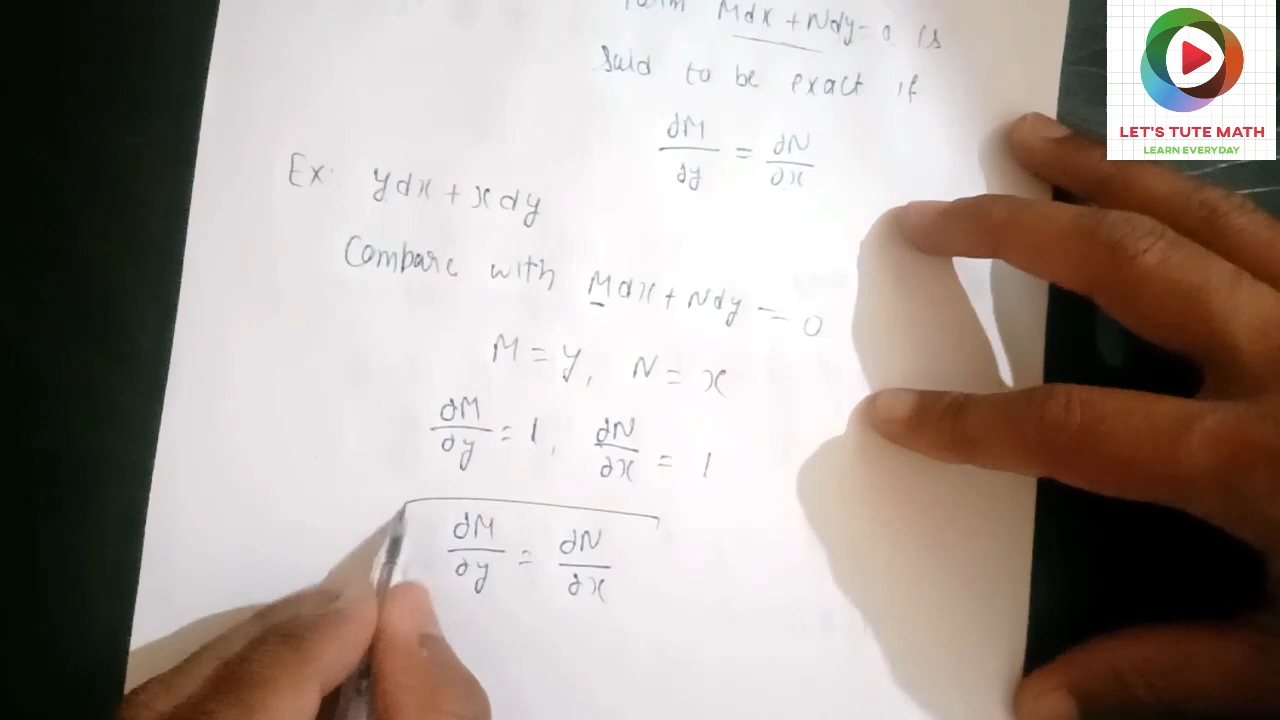 Mdx + Ndy = 0 is
said to be exact if
∂M/∂y = ∂N/∂x
Ex: ydx + xdy
Compare with Mdx + Ndy = 0
M = y, N = x
∂M/∂y = 1, ∂N/∂x = 1
∂M/∂y = ∂N/∂x
LET'S TUTE MATH
LEARN EVERYDAY